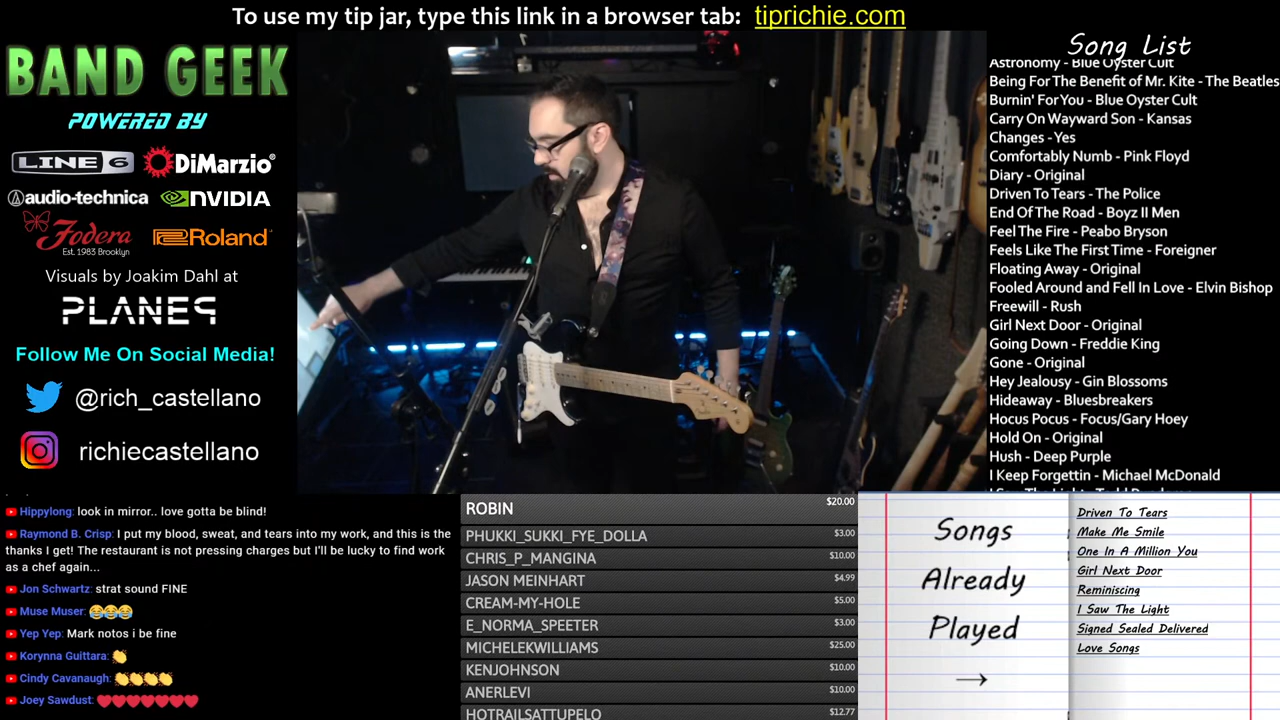 To use my tip jar, type this link in a browser tab: tiprichie.com
BAND GEEK
POWERED BY
LINE 6
DiMarzio
audio-technica
NVIDIA
Fodera
Est. 1983 Brooklyn
Roland
Visuals by Joakim Dahl at
PLANE9
Follow Me On Social Media!
@rich_castellano
richiecastellano
Song List
Astronomy - Blue Oyster Cult
Being For The Benefit of Mr. Kite - The Beatles
Burnin' For You - Blue Oyster Cult
Carry On Wayward Son - Kansas
Changes - Yes
Comfortably Numb - Pink Floyd
Diary - Original
Driven To Tears - The Police
End Of The Road - Boyz II Men
Feel The Fire - Peabo Bryson
Feels Like The First Time - Foreigner
Floating Away - Original
Fooled Around and Fell In Love - Elvin Bishop
Freewill - Rush
Girl Next Door - Original
Going Down - Freddie King
Gone - Original
Hey Jealousy - Gin Blossoms
Hideaway - Bluesbreakers
Hocus Pocus - Focus/Gary Hoey
Hold On - Original
Hush - Deep Purple
I Keep Forgettin - Michael McDonald
Hippylong: look in mirror.. love gotta be blind!
Raymond B. Crisp: I put my blood, sweat, and tears into my work, and this is the
thanks I get! The restaurant is not pressing charges but I'll be lucky to find work
as a chef again...
Jon Schwartz: strat sound FINE
Muse Muser: 😂😂😂
Yep Yep: Mark notos i be fine
Korynna Guittara: 👏
Cindy Cavanaugh: 👏👏👏👏
Joey Sawdust: ❤❤❤❤❤❤❤
ROBIN $20.00
PHUKKI_SUKKI_FYE_DOLLA $3.00
CHRIS_P_MANGINA $10.00
JASON MEINHART $4.99
CREAM-MY-HOLE $5.00
E_NORMA_SPEETER $3.00
MICHELEKWILLIAMS $25.00
KENJOHNSON $10.00
ANERLEVI $10.00
HOTRAILSATTUPELO $12.77
Songs
Already
Played
→
Driven To Tears
Make Me Smile
One In A Million You
Girl Next Door
Reminiscing
I Saw The Light
Signed Sealed Delivered
Love Songs